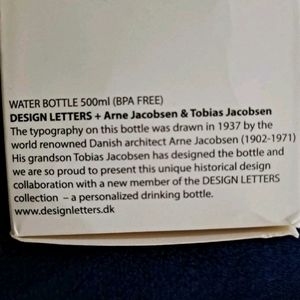 WATER BOTTLE 500ml (BPA FREE)
DESIGN LETTERS + Arne Jacobsen & Tobias Jacobsen
The typography on this bottle was drawn in 1937 by the
world renowned Danish architect Arne Jacobsen (1902-1971)
His grandson Tobias Jacobsen has designed the bottle and
we are so proud to present this unique historical design
collaboration with a new member of the DESIGN LETTERS
collection – a personalized drinking bottle.
www.designletters.dk